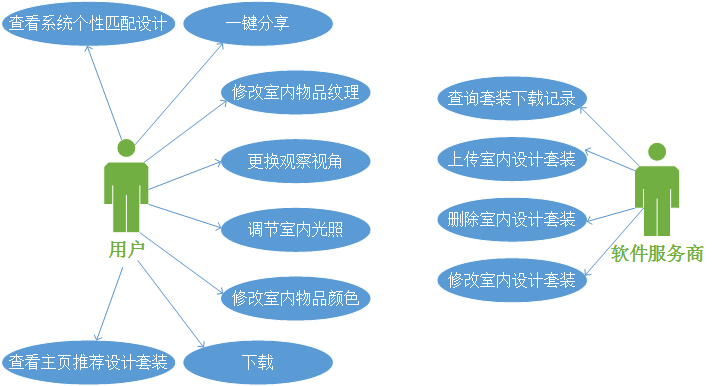 查看系统个性匹配设计
一键分享
修改室内物品纹理
查询套装下载记录
更换观察视角
上传室内设计套装
用户
调节室内光照
删除室内设计套装
软件服务商
修改室内设计套装
修改室内物品颜色
查看主页推荐设计套装
下载